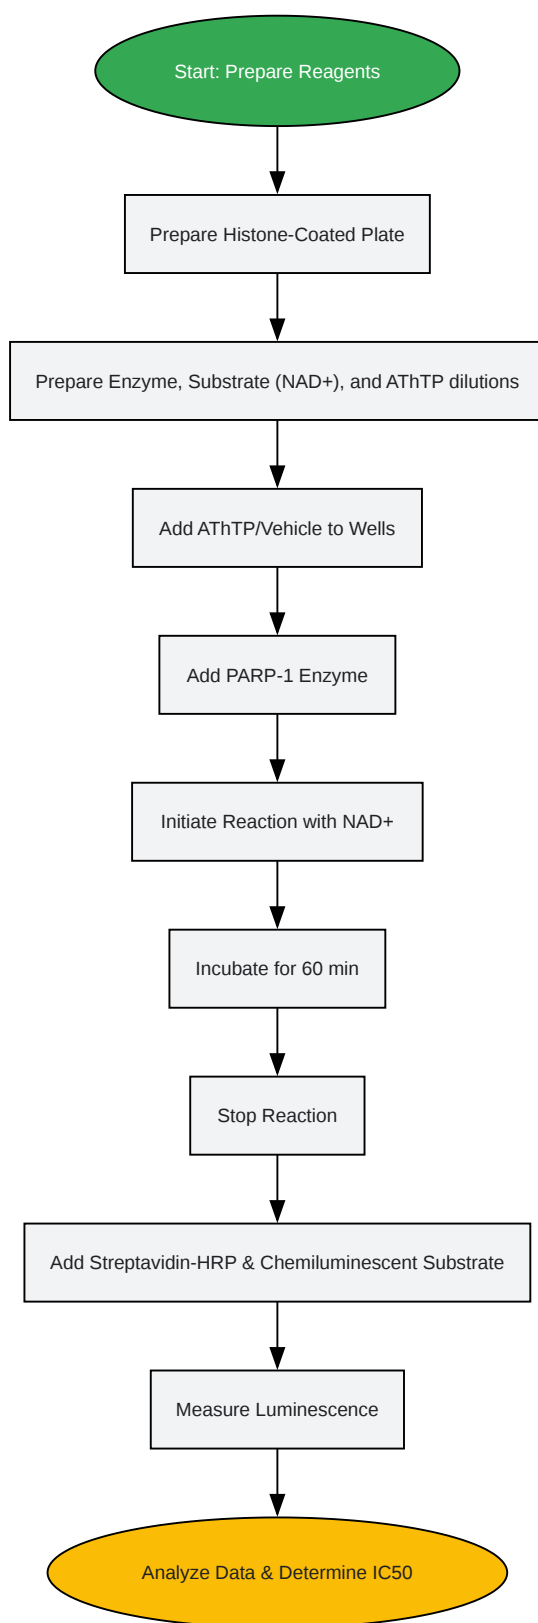 Start: Prepare Reagents
Prepare Histone-Coated Plate
Prepare Enzyme, Substrate (NAD+), and AThTP dilutions
Add AThTP/Vehicle to Wells
Add PARP-1 Enzyme
Initiate Reaction with NAD+
Incubate for 60 min
Stop Reaction
Add Streptavidin-HRP & Chemiluminescent Substrate
Measure Luminescence
Analyze Data & Determine IC50